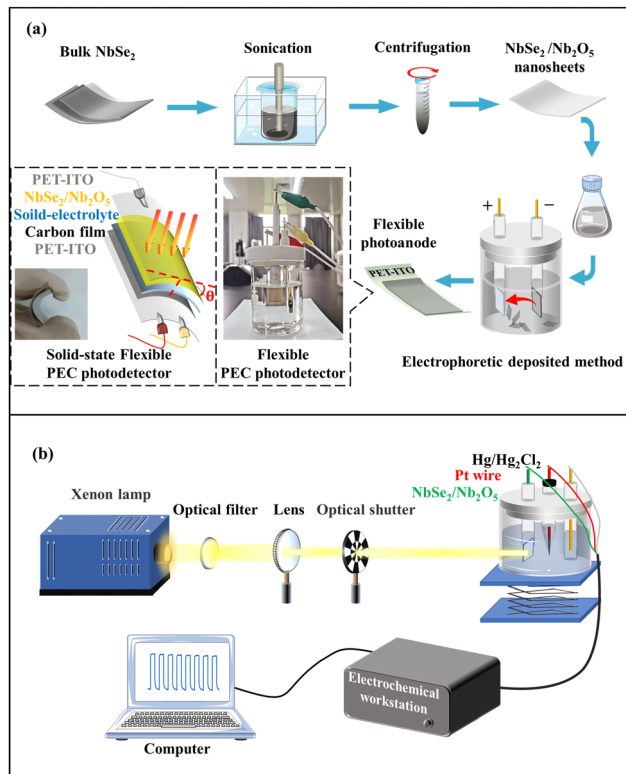 (a)
Bulk NbSe₂
Sonication
Centrifugation
NbSe₂/Nb₂O₅
nanosheets
PET-ITO
NbSe₂/Nb₂O₅
Soild-electrolyte
Carbon film
PET-ITO
θ
Solid-state Flexible
PEC photodetector
Flexible
PEC photodetector
Flexible
photoanode
PET-ITO
+
−
Electrophoretic deposited method
(b)
Xenon lamp
Optical filter
Lens
Optical shutter
Hg/Hg₂Cl₂
Pt wire
NbSe₂/Nb₂O₅
Computer
Electrochemical
workstation